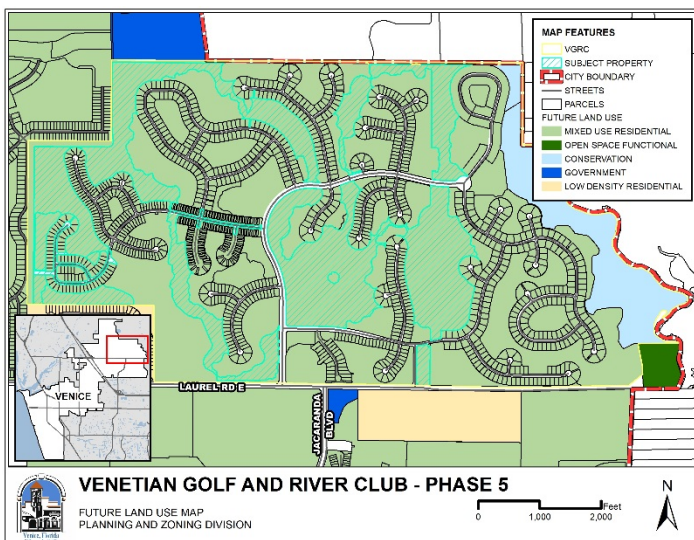 MAP FEATURES
VGRC
SUBJECT PROPERTY
CITY BOUNDARY
STREETS
PARCELS
FUTURE LAND USE
MIXED USE RESIDENTIAL
OPEN SPACE FUNCTIONAL
CONSERVATION
GOVERNMENT
LOW DENSITY RESIDENTIAL
VENICE
LAUREL RD E
JACARANDA
BLVD
VENETIAN GOLF AND RIVER CLUB - PHASE 5
FUTURE LAND USE MAP
PLANNING AND ZONING DIVISION
Venice, Florida
Feet
0 1,000 2,000
N